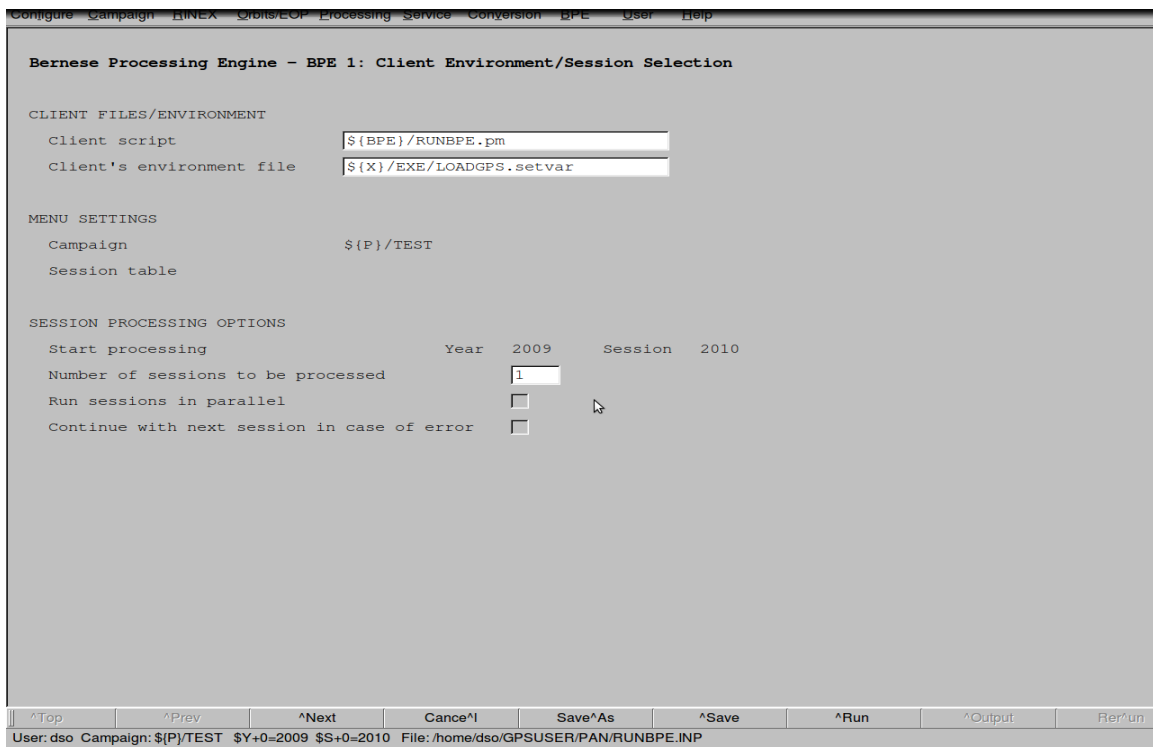 Configure Campaign RINEX Orbits/EOP Processing Service Conversion BPE User Help
Bernese Processing Engine - BPE 1: Client Environment/Session Selection
CLIENT FILES/ENVIRONMENT
Client script ${BPE}/RUNBPE.pm
Client's environment file ${X}/EXE/LOADGPS.setvar
MENU SETTINGS
Campaign ${P}/TEST
Session table
SESSION PROCESSING OPTIONS
Start processing Year 2009 Session 2010
Number of sessions to be processed 1
Run sessions in parallel
Continue with next session in case of error
^Top ^Prev ^Next Cance^l Save^As ^Save ^Run ^Output Rer^un
User: dso Campaign: ${P}/TEST $Y+0=2009 $S+0=2010 File: /home/dso/GPSUSER/PAN/RUNBPE.INP